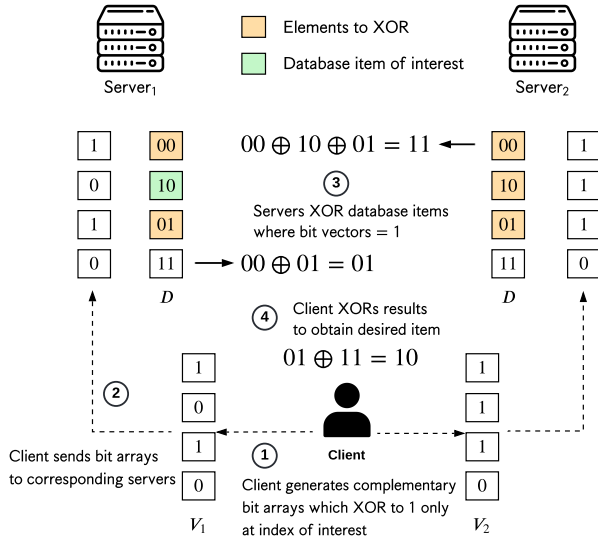 Elements to XOR
Database item of interest
Server₁
Server₂
1 00 00 ⊕ 10 ⊕ 01 = 11 00 1
0 10 ③ 10 1
Servers XOR database items
where bit vectors = 1
1 01 01 1
0 11 00 ⊕ 01 = 01 11 0
D D
④ Client XORs results
to obtain desired item
01 ⊕ 11 = 10
1 1
0 1
②
1 1
0 0
Client sends bit arrays
to corresponding servers
Client
①
Client generates complementary
bit arrays which XOR to 1 only
at index of interest
V₁ V₂